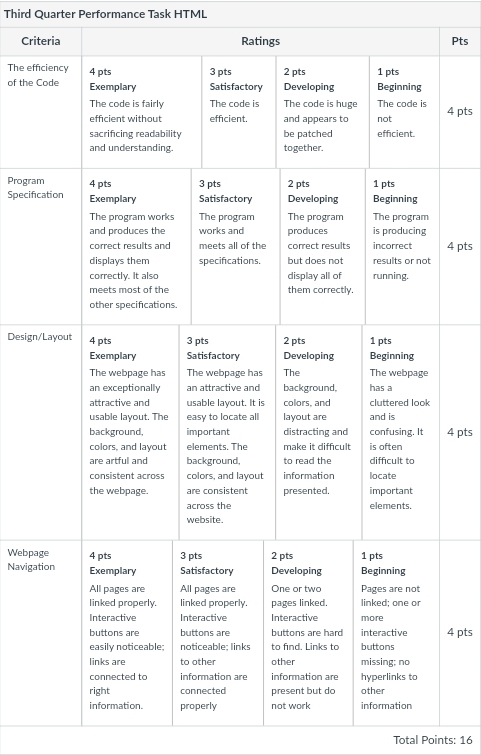 Third Quarter Performance Task HTML
Criteria
Ratings
Pts
The efficiency
of the Code
4 pts
Exemplary
The code is fairly
efficient without
sacrificing readability
and understanding.
3 pts
Satisfactory
The code is
efficient.
2 pts
Developing
The code is huge
and appears to
be patched
together.
1 pts
Beginning
The code is
not
efficient.
4 pts
Program
Specification
4 pts
Exemplary
The program works
and produces the
correct results and
displays them
correctly. It also
meets most of the
other specifications.
3 pts
Satisfactory
The program
works and
meets all of the
specifications.
2 pts
Developing
The program
produces
correct results
but does not
display all of
them correctly.
1 pts
Beginning
The program
is producing
incorrect
results or not
running.
4 pts
Design/Layout
4 pts
Exemplary
The webpage has
an exceptionally
attractive and
usable layout. The
background,
colors, and layout
are artful and
consistent across
the webpage.
3 pts
Satisfactory
The webpage has
an attractive and
usable layout. It is
easy to locate all
important
elements. The
background,
colors, and layout
are consistent
across the
website.
2 pts
Developing
The
background,
colors, and
layout are
distracting and
make it difficult
to read the
information
presented.
1 pts
Beginning
The webpage
has a
cluttered look
and is
confusing. It
is often
difficult to
locate
important
elements.
4 pts
Webpage
Navigation
4 pts
Exemplary
All pages are
linked properly.
Interactive
buttons are
easily noticeable;
links are
connected to
right
information.
3 pts
Satisfactory
All pages are
linked properly.
Interactive
buttons are
noticeable; links
to other
information are
connected
properly
2 pts
Developing
One or two
pages linked.
Interactive
buttons are hard
to find. Links to
other
information are
present but do
not work
1 pts
Beginning
Pages are not
linked; one or
more
interactive
buttons
missing; no
hyperlinks to
other
information
4 pts
Total Points: 16